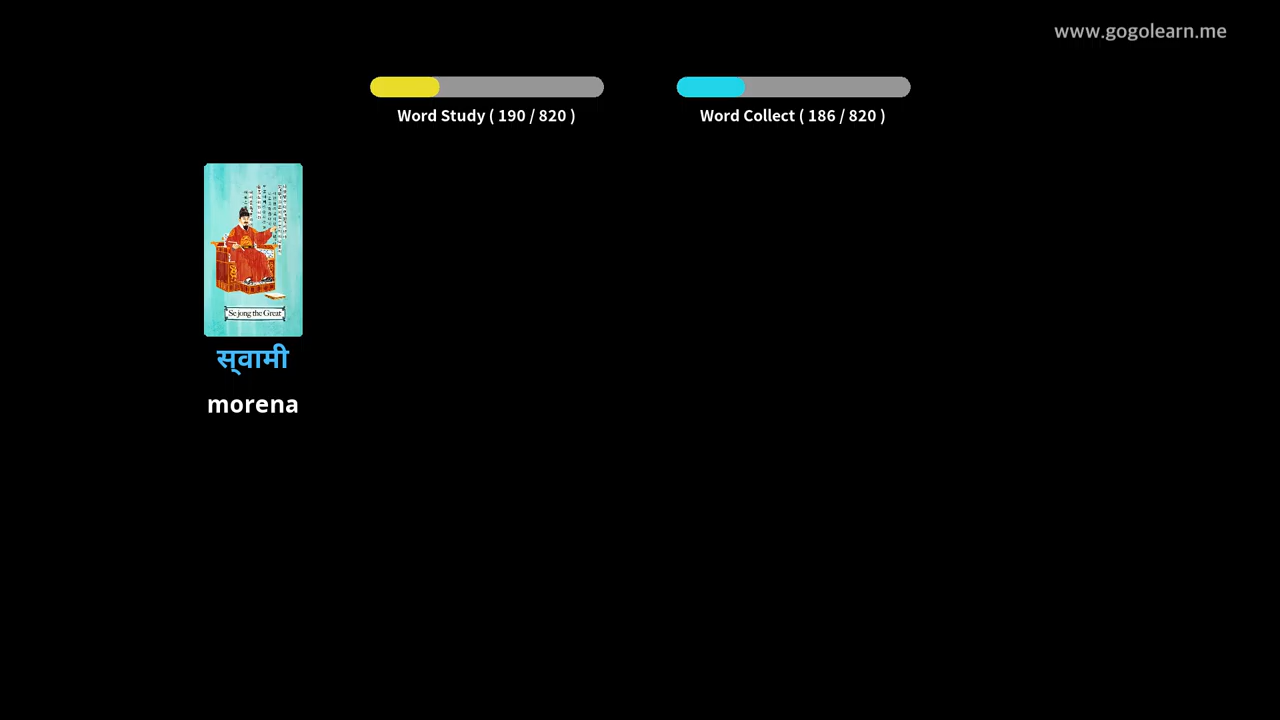 www.gogolearn.me
Word Study ( 190 / 820 )
Word Collect ( 186 / 820 )
Se jong the Great
स्वामी
morena